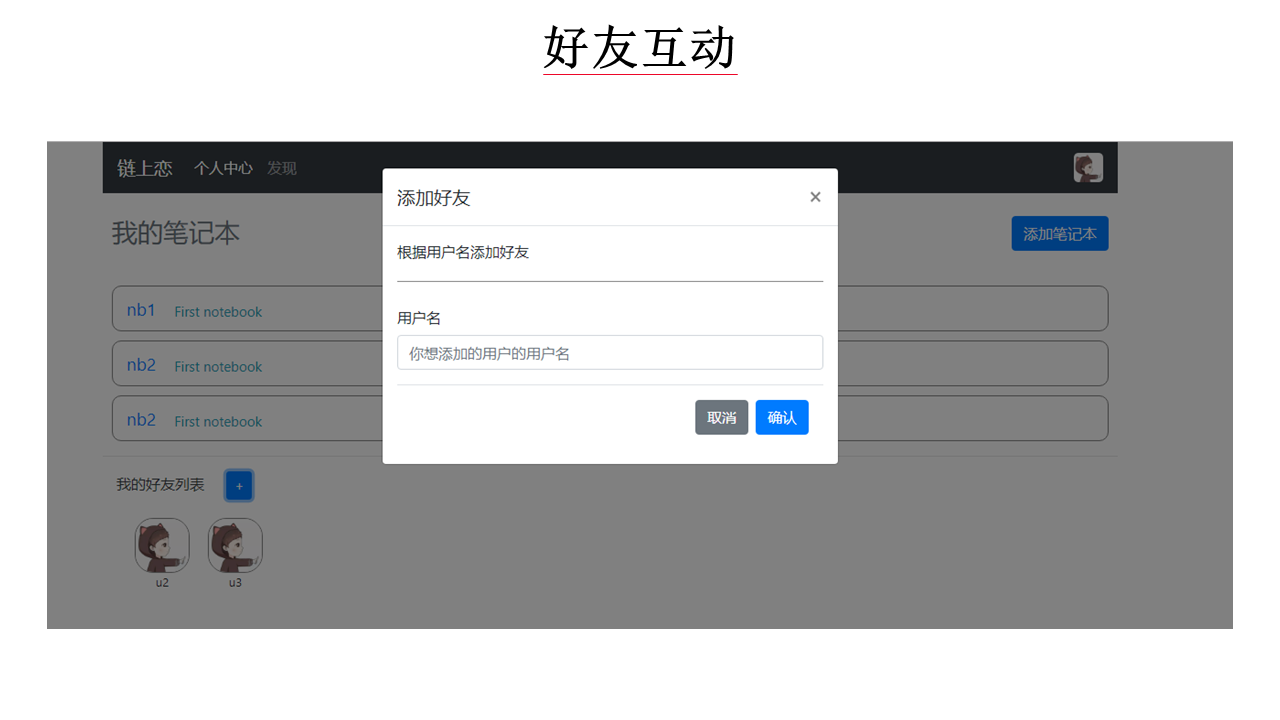 好友互动
链上恋 个人中心 发现
添加好友 ×
我的笔记本
添加笔记本
根据用户名添加好友
nb1 First notebook
用户名
你想添加的用户的用户名
nb2 First notebook
取消 确认
nb2 First notebook
我的好友列表 +
u2 u3